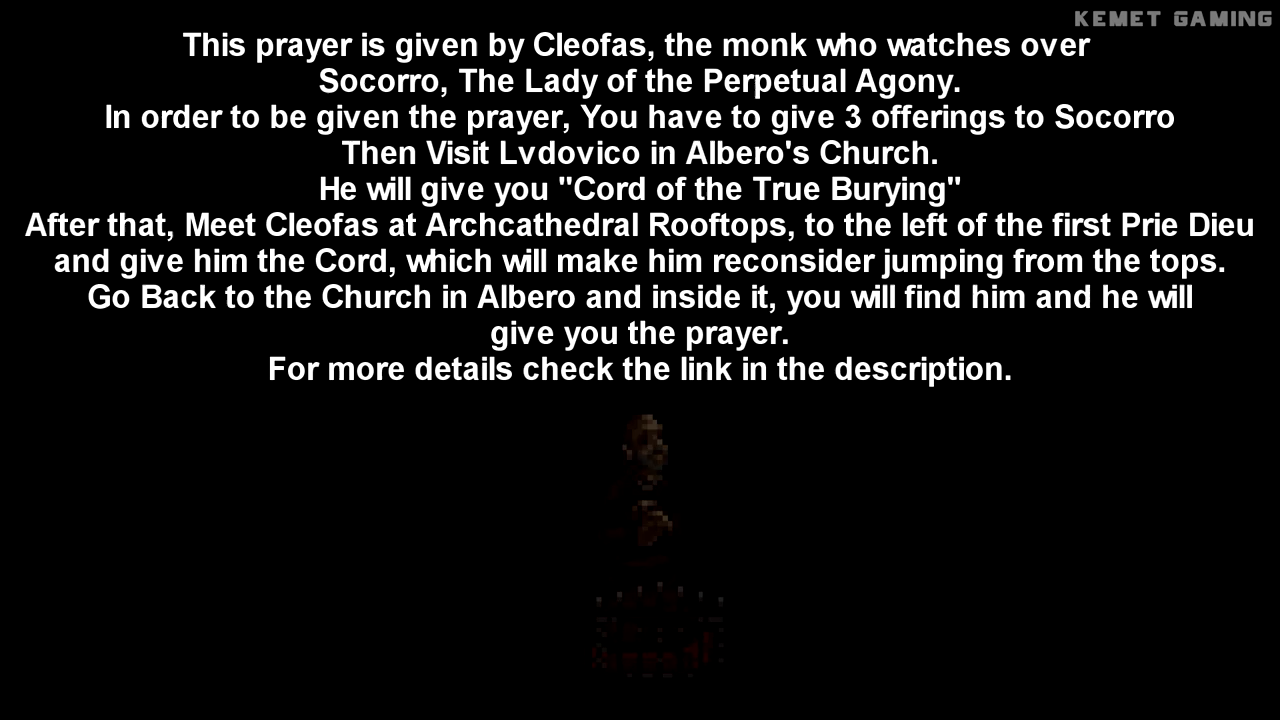 KEMET GAMING
This prayer is given by Cleofas, the monk who watches over
Socorro, The Lady of the Perpetual Agony.
In order to be given the prayer, You have to give 3 offerings to Socorro
Then Visit Lvdovico in Albero's Church.
He will give you "Cord of the True Burying"
After that, Meet Cleofas at Archcathedral Rooftops, to the left of the first Prie Dieu
and give him the Cord, which will make him reconsider jumping from the tops.
Go Back to the Church in Albero and inside it, you will find him and he will
give you the prayer.
For more details check the link in the description.